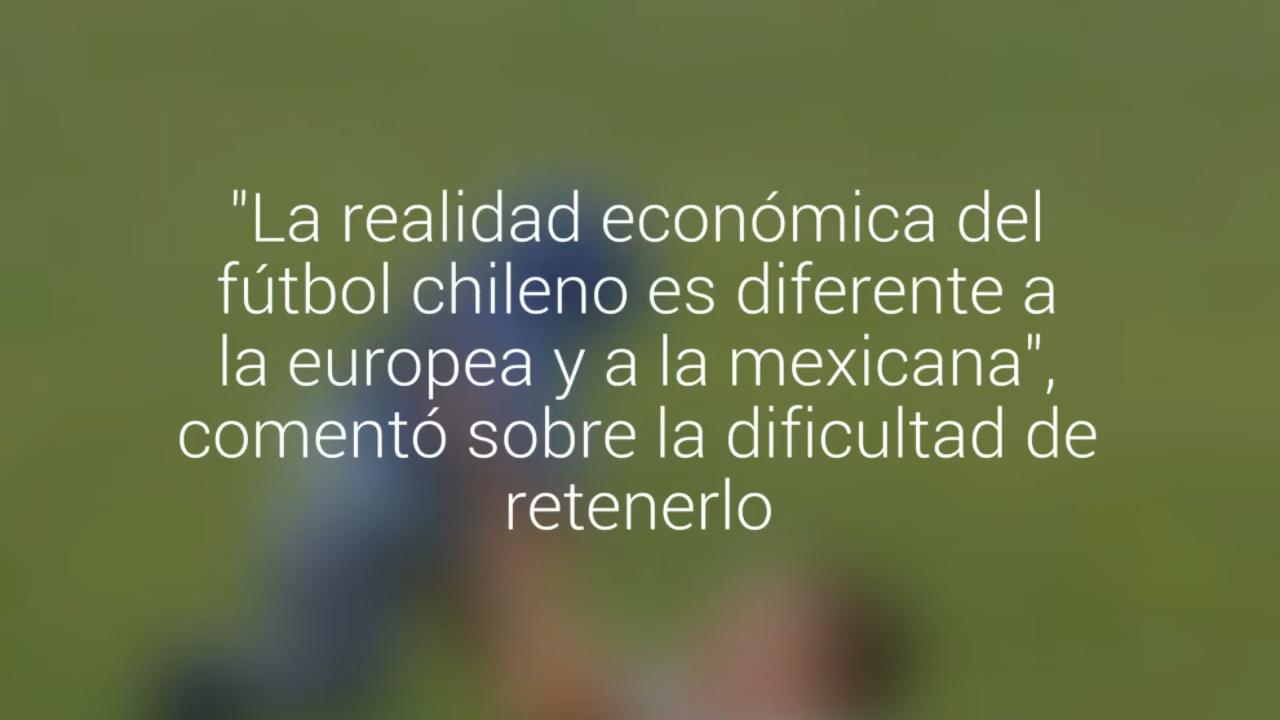 "La realidad económica del
fútbol chileno es diferente a
la europea y a la mexicana",
comentó sobre la dificultad de
retenerlo